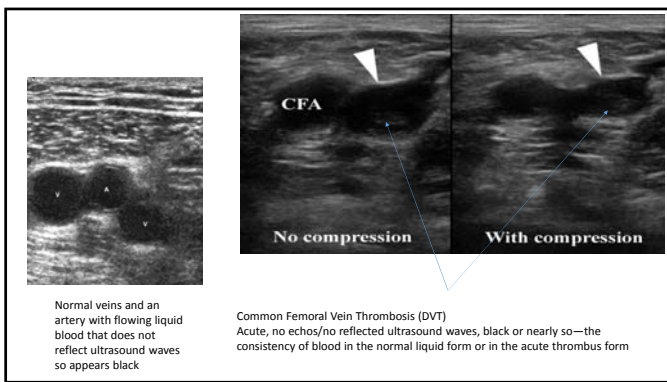 CFA
V
A
V
No compression
With compression
Normal veins and an
artery with flowing liquid
blood that does not
reflect ultrasound waves
so appears black
Common Femoral Vein Thrombosis (DVT)
Acute, no echos/no reflected ultrasound waves, black or nearly so—the
consistency of blood in the normal liquid form or in the acute thrombus form